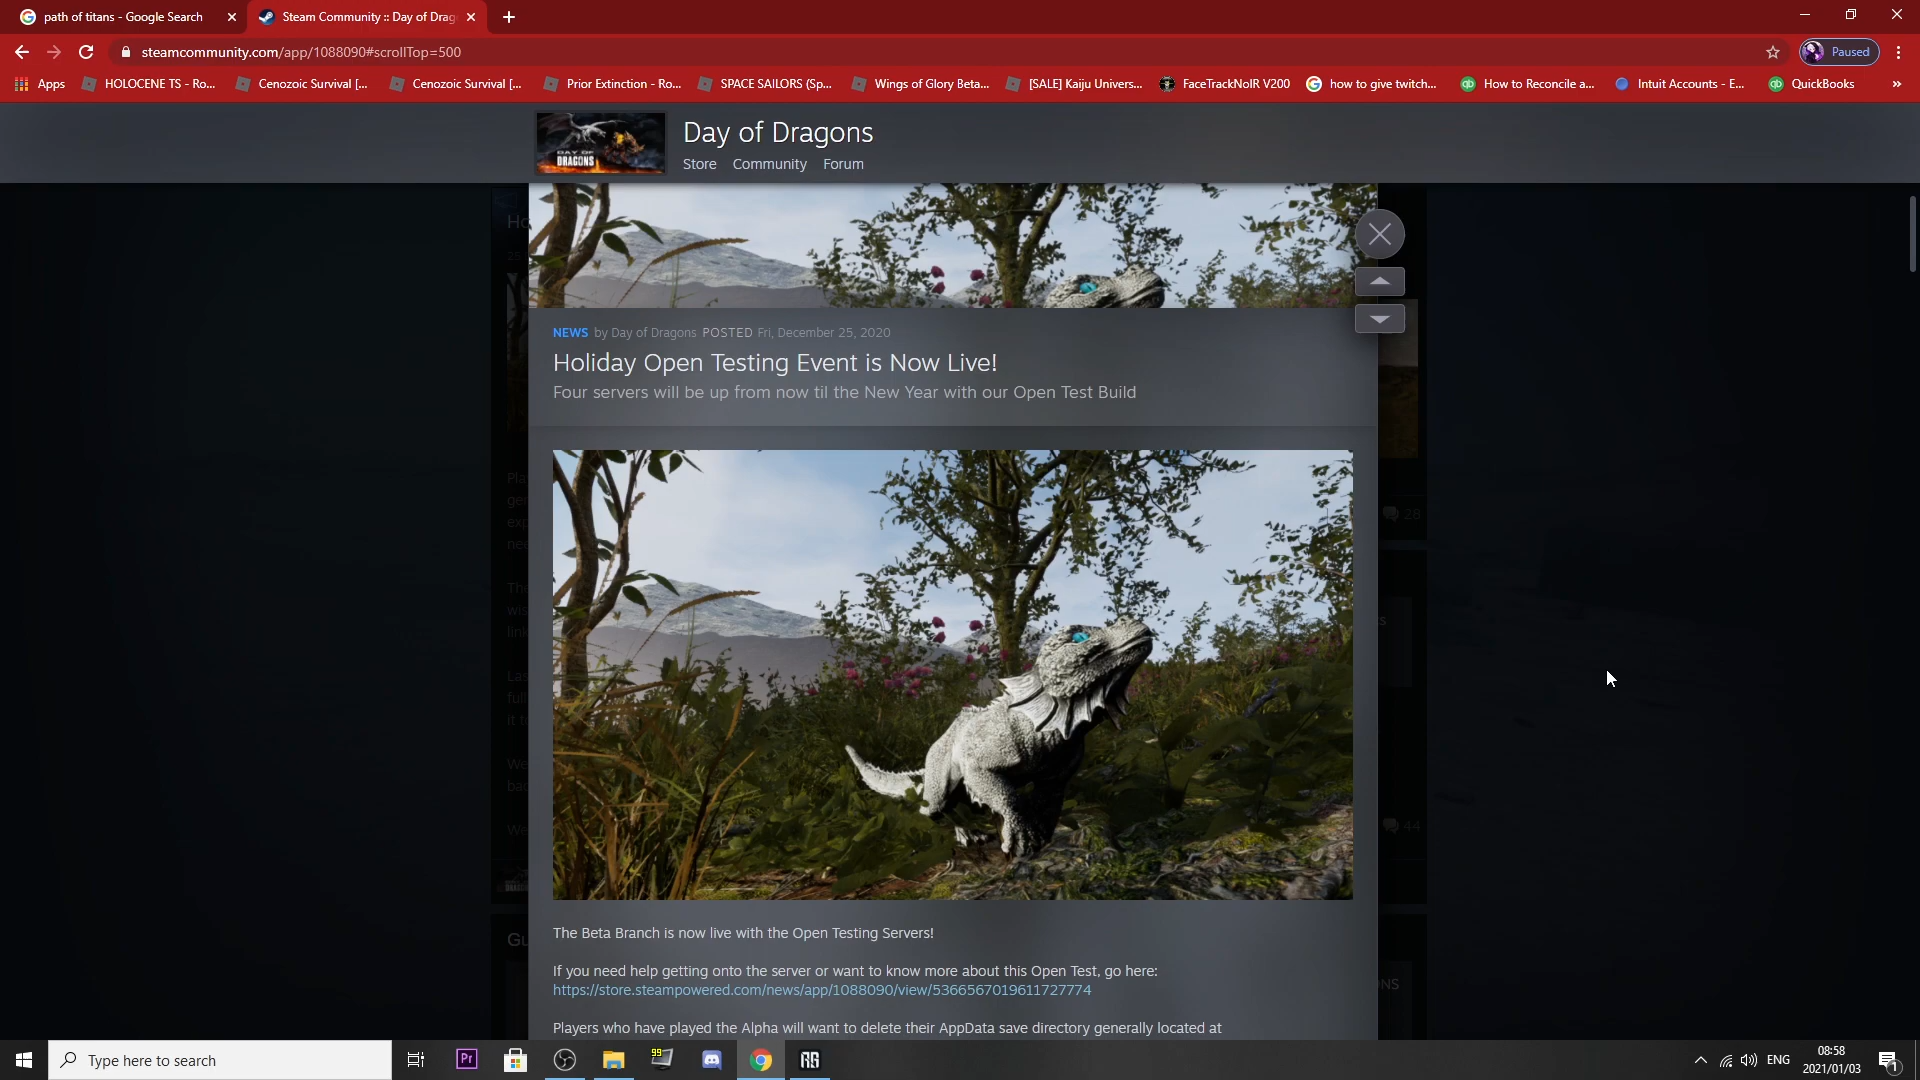 path of titans - Google Search
Steam Community :: Day of Drag
steamcommunity.com/app/1088090#scrollTop=500
Paused
Apps
HOLOCENE TS - Ro...
Cenozoic Survival [...
Cenozoic Survival [...
Prior Extinction - Ro...
SPACE SAILORS (Sp...
Wings of Glory Beta...
[SALE] Kaiju Univers...
FaceTrackNoIR V200
how to give twitch...
How to Reconcile a...
Intuit Accounts - E...
QuickBooks
»
DAY OF
DRAGONS
Day of Dragons
Store Community Forum
NEWS by Day of Dragons POSTED Fri, December 25, 2020
Holiday Open Testing Event is Now Live!
Four servers will be up from now til the New Year with our Open Test Build
28
44
The Beta Branch is now live with the Open Testing Servers!
If you need help getting onto the server or want to know more about this Open Test, go here:
https://store.steampowered.com/news/app/1088090/view/5366567019611727774
Players who have played the Alpha will want to delete their AppData save directory generally located at
Type here to search
Pr
99
ENG
08:58
2021/01/03
1